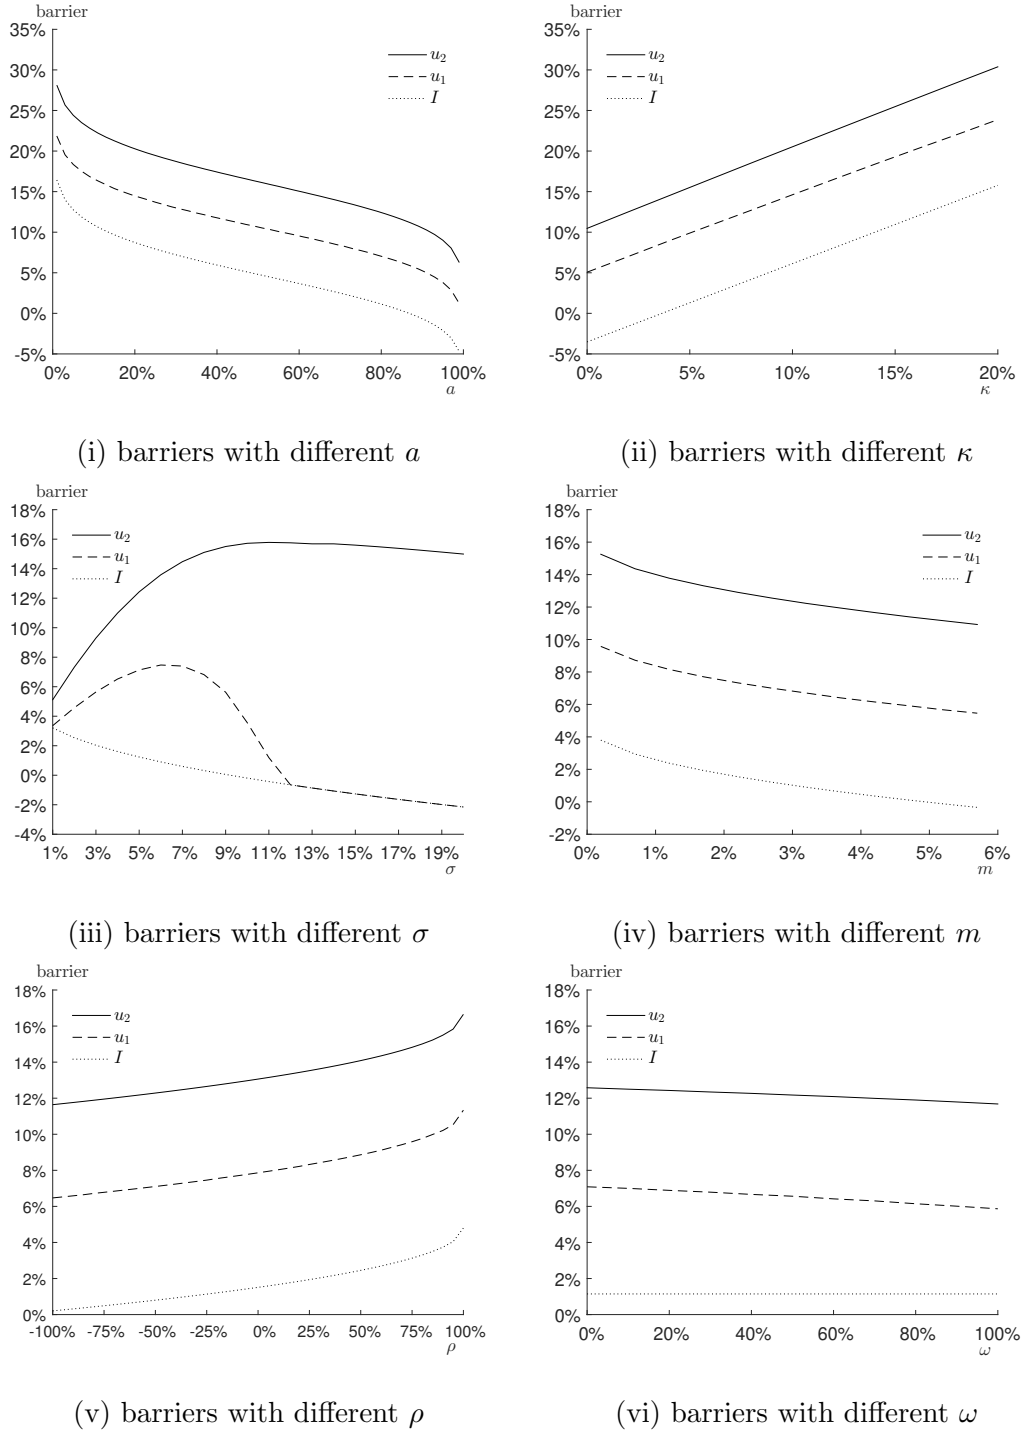 barrier
35%
30%
25%
20%
15%
10%
5%
0%
-5%
u₂
u₁
I
0% 20% 40% 60% 80% 100%
a
(i) barriers with different a
barrier
35%
30%
25%
20%
15%
10%
5%
0%
-5%
u₂
u₁
I
0% 5% 10% 15% 20%
κ
(ii) barriers with different κ
barrier
18%
16%
14%
12%
10%
8%
6%
4%
2%
0%
-2%
-4%
u₂
u₁
I
1% 3% 5% 7% 9% 11% 13% 15% 17% 19%
σ
(iii) barriers with different σ
barrier
18%
16%
14%
12%
10%
8%
6%
4%
2%
0%
-2%
u₂
u₁
I
0% 1% 2% 3% 4% 5% 6%
m
(iv) barriers with different m
barrier
18%
16%
14%
12%
10%
8%
6%
4%
2%
0%
u₂
u₁
I
-100% -75% -50% -25% 0% 25% 50% 75% 100%
ρ
(v) barriers with different ρ
barrier
18%
16%
14%
12%
10%
8%
6%
4%
2%
0%
u₂
u₁
I
0% 20% 40% 60% 80% 100%
ω
(vi) barriers with different ω